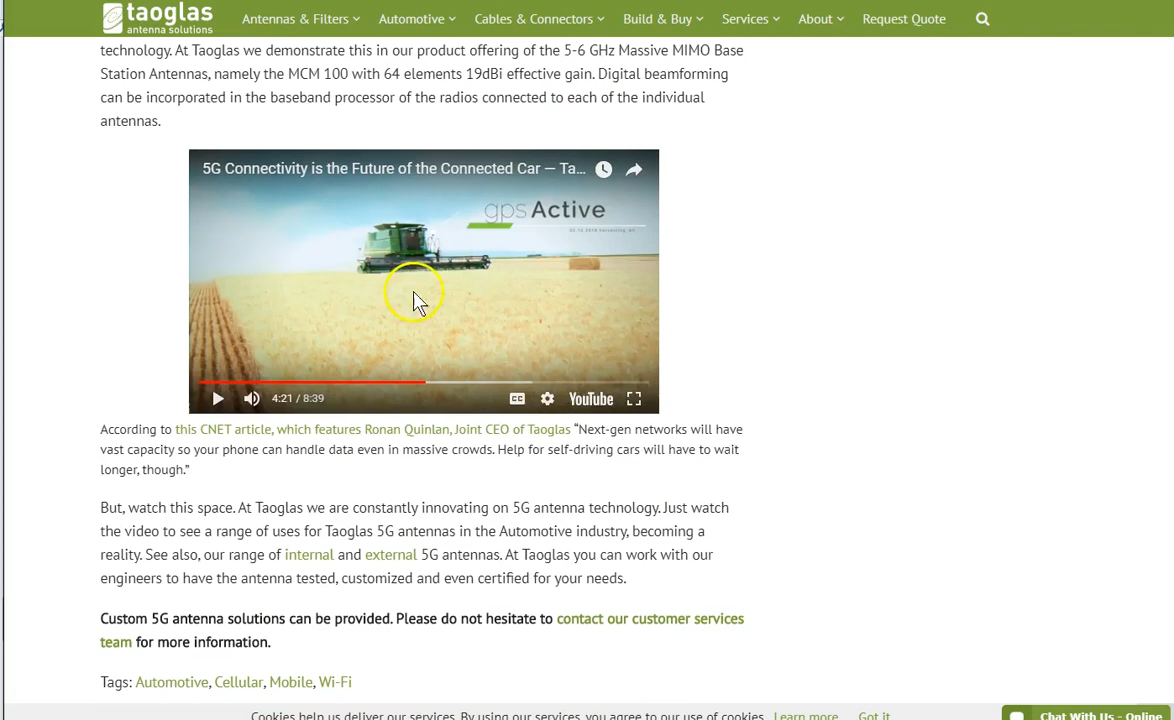 taoglas
antenna solutions
Antennas & Filters
Automotive
Cables & Connectors
Build & Buy
Services
About
Request Quote
technology. At Taoglas we demonstrate this in our product offering of the 5-6 GHz Massive MIMO Base
Station Antennas, namely the MCM 100 with 64 elements 19dBi effective gain. Digital beamforming
can be incorporated in the baseband processor of the radios connected to each of the individual
antennas.
5G Connectivity is the Future of the Connected Car — Ta...
gpsActive
4:21 / 8:39
CC
YouTube
According to this CNET article, which features Ronan Quinlan, Joint CEO of Taoglas “Next-gen networks will have
vast capacity so your phone can handle data even in massive crowds. Help for self-driving cars will have to wait
longer, though.”
But, watch this space. At Taoglas we are constantly innovating on 5G antenna technology. Just watch
the video to see a range of uses for Taoglas 5G antennas in the Automotive industry, becoming a
reality. See also, our range of internal and external 5G antennas. At Taoglas you can work with our
engineers to have the antenna tested, customized and even certified for your needs.
Custom 5G antenna solutions can be provided. Please do not hesitate to contact our customer services
team for more information.
Tags: Automotive, Cellular, Mobile, Wi-Fi
Cookies help us deliver our services. By using our services, you agree to our use of cookies. Learn more Got it
Chat With Us - Online